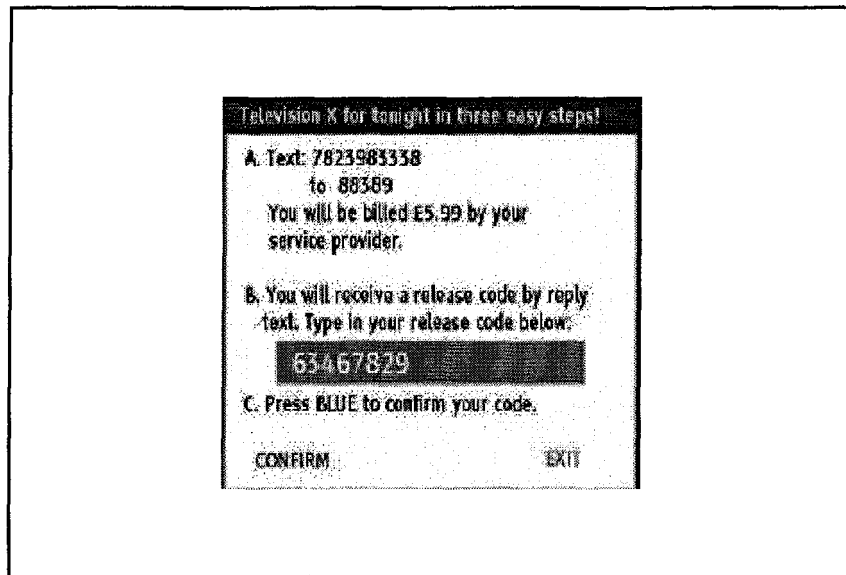 Television X for tonight in three easy steps!
A. Text: 7823983338
to 88389
You will be billed £5.99 by your
service provider.
B. You will receive a release code by reply
text. Type in your release code below:
63467829
C. Press BLUE to confirm your code.
CONFIRM EXIT